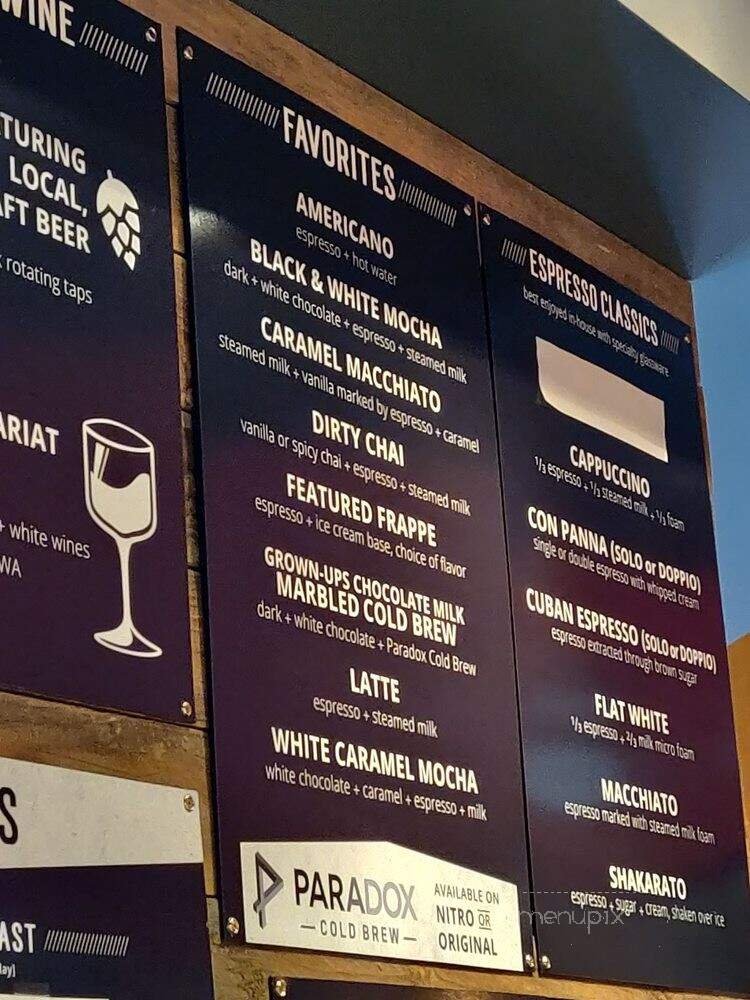 WINE
TURING
LOCAL,
AFT BEER
rotating taps
ARIAT
+ white wines
WA
S
AST
FAVORITES
AMERICANO
espresso + hot water
BLACK & WHITE MOCHA
dark + white chocolate + espresso + steamed milk
CARAMEL MACCHIATO
steamed milk + vanilla marked by espresso + caramel
DIRTY CHAI
vanilla or spicy chai + espresso + steamed milk
FEATURED FRAPPE
espresso + ice cream base, choice of flavor
GROWN-UPS CHOCOLATE MILK
MARBLED COLD BREW
dark + white chocolate + Paradox Cold Brew
LATTE
espresso + steamed milk
WHITE CARAMEL MOCHA
white chocolate + caramel + espresso + milk
PARADOX
COLD BREW
AVAILABLE ON
NITRO OR
ORIGINAL
ESPRESSO CLASSICS
best enjoyed in-house with specialty glassware
CAPPUCCINO
1/3 espresso + 1/3 steamed milk + 1/3 foam
CON PANNA (SOLO or DOPPIO)
single or double espresso with whipped cream
CUBAN ESPRESSO (SOLO or DOPPIO)
espresso extracted through brown sugar
FLAT WHITE
1/3 espresso + 2/3 milk micro foam
MACCHIATO
espresso marked with steamed milk foam
SHAKARATO
espresso + sugar + cream, shaken over ice
menupix